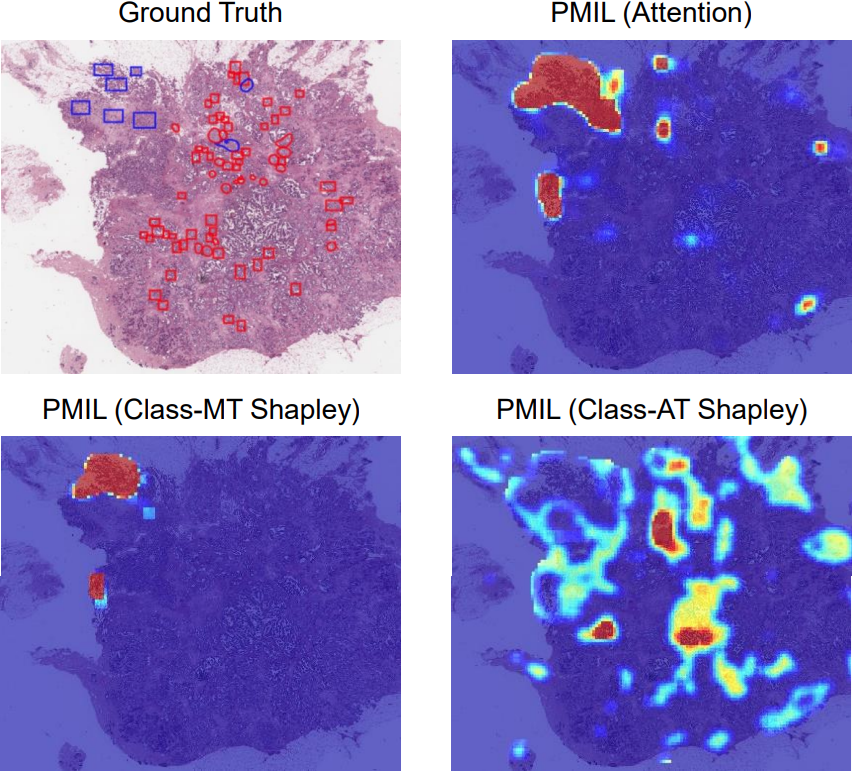 Ground Truth
PMIL (Attention)
PMIL (Class-MT Shapley)
PMIL (Class-AT Shapley)